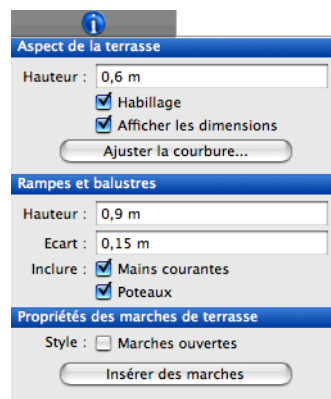 Aspect de la terrasse
Hauteur : 0,6 m
Habillage
Afficher les dimensions
Ajuster la courbure...
Rampes et balustres
Hauteur : 0,9 m
Ecart : 0,15 m
Inclure : Mains courantes
Poteaux
Propriétés des marches de terrasse
Style : Marches ouvertes
Insérer des marches